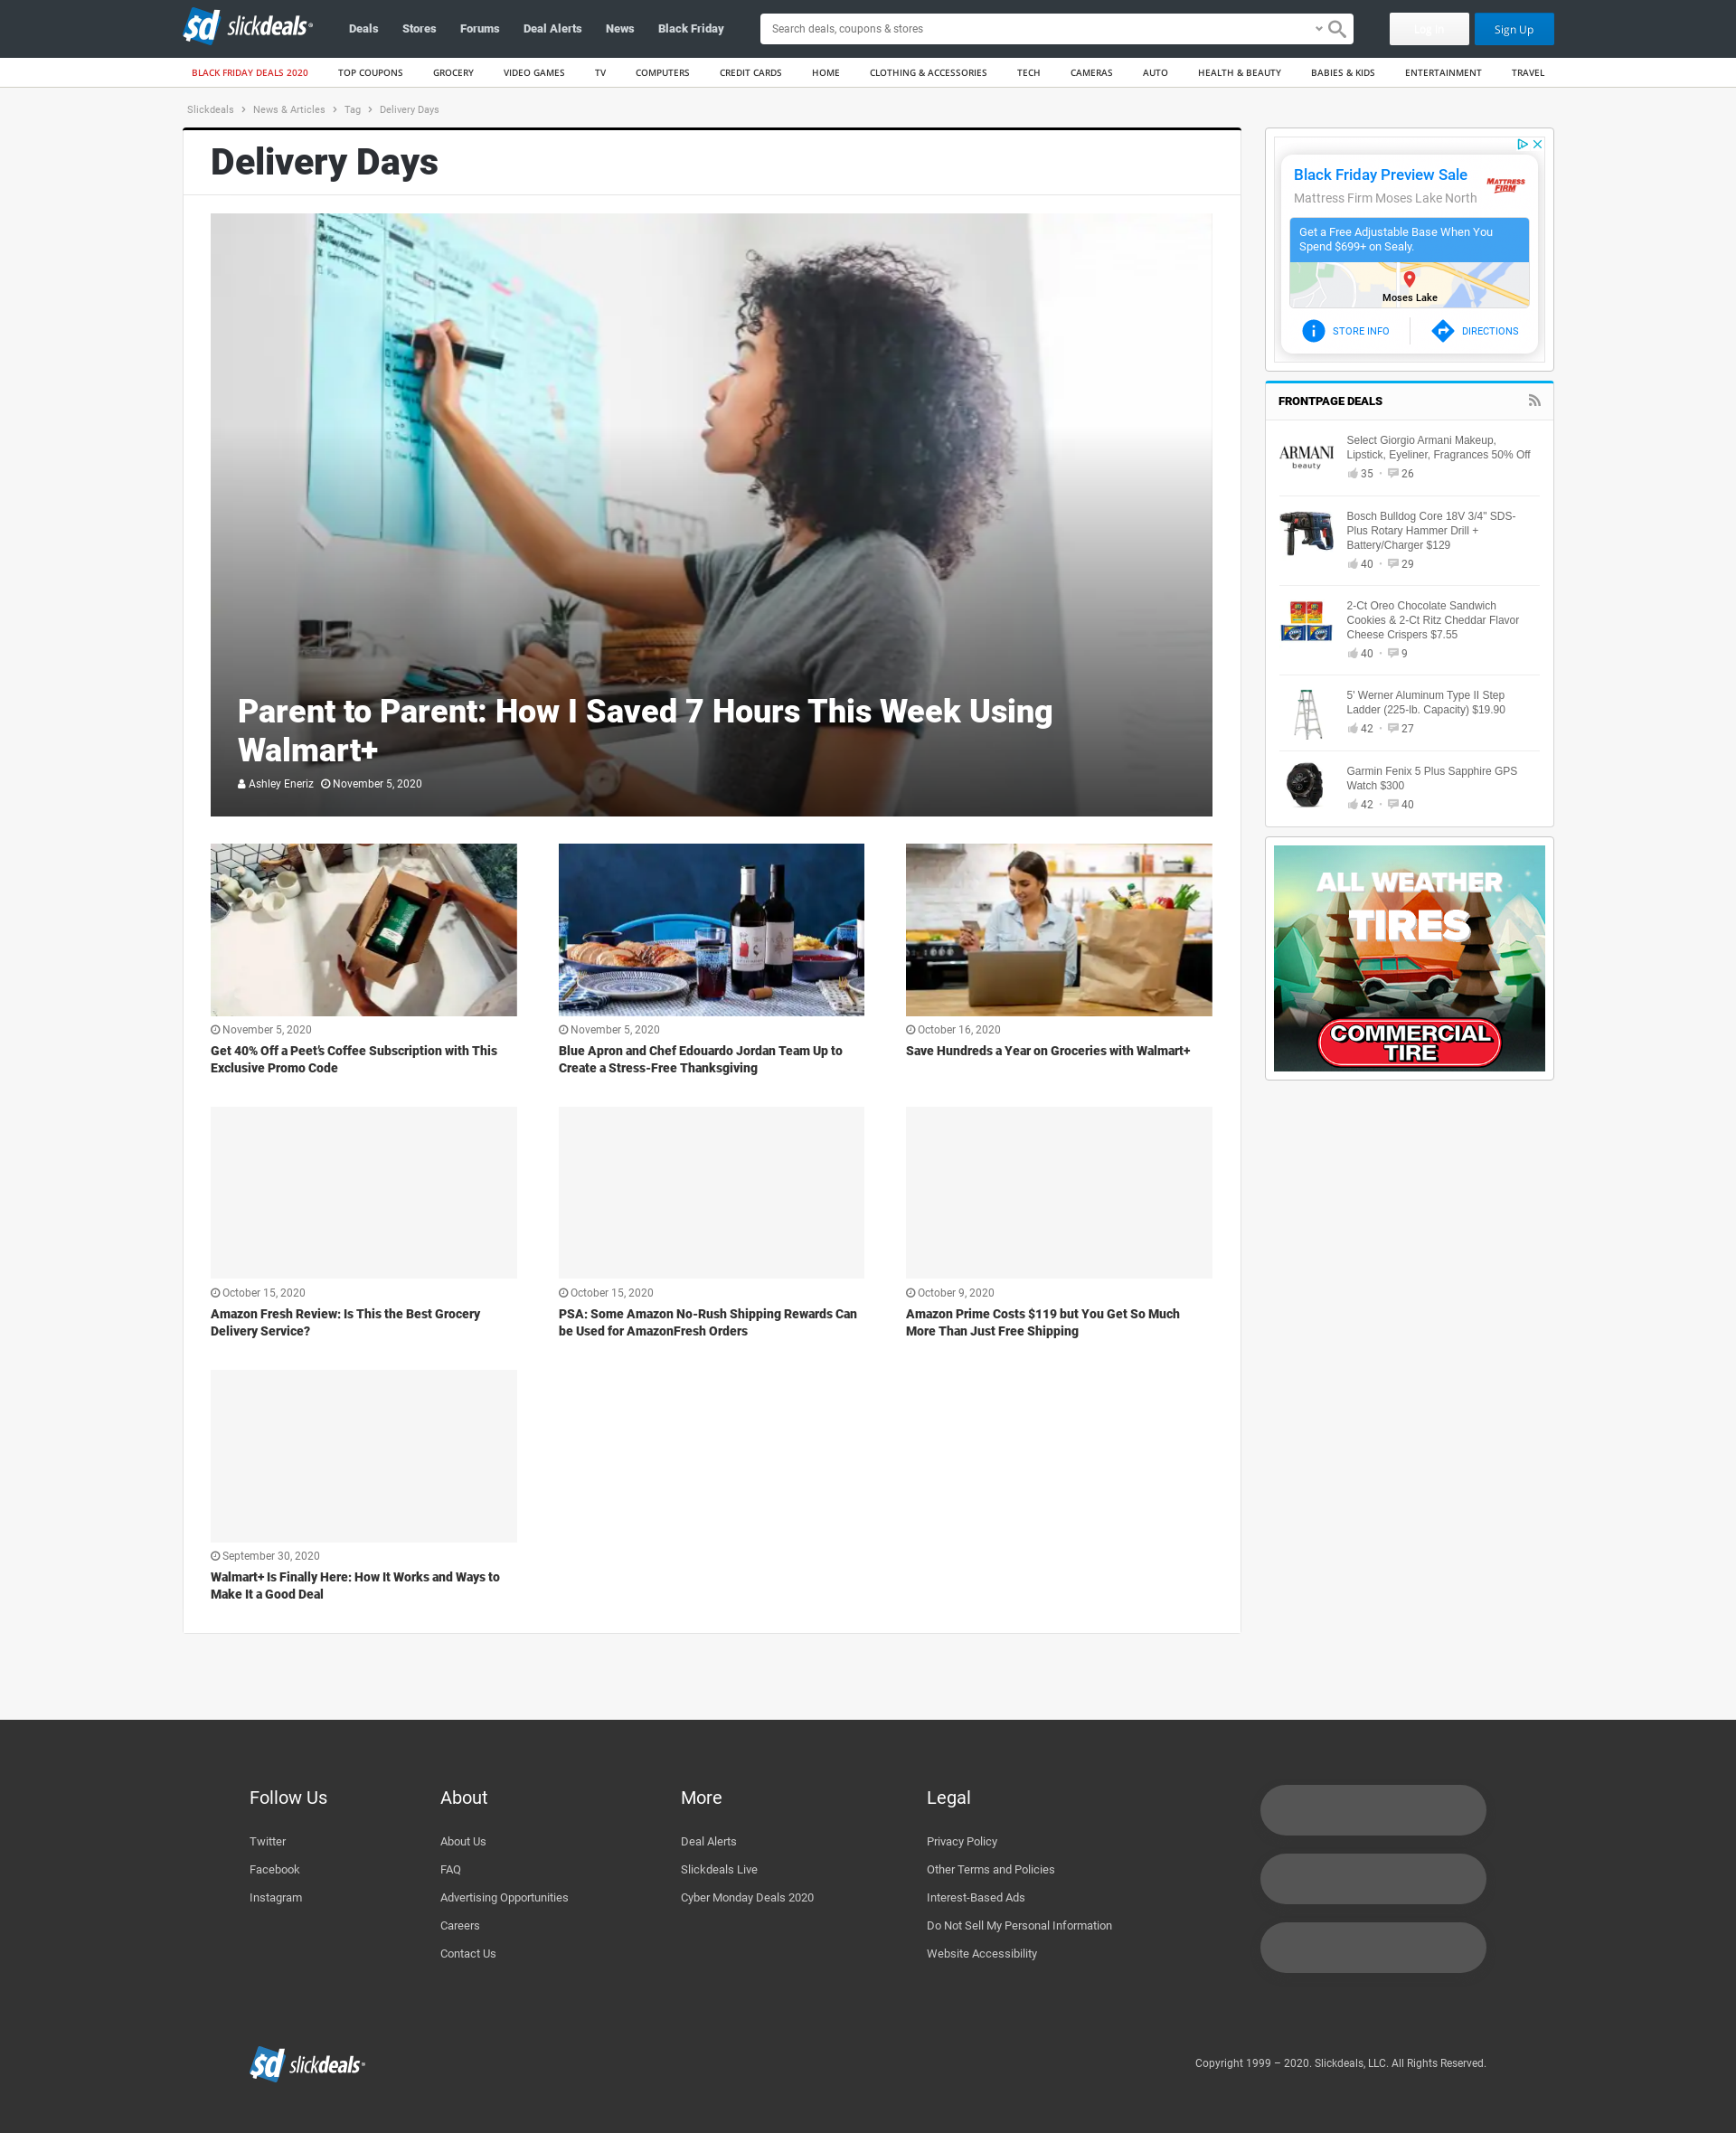 $d slickdeals®
Deals
Stores
Forums
Deal Alerts
News
Black Friday
Search deals, coupons & stores
Log In
Sign Up
BLACK FRIDAY DEALS 2020
TOP COUPONS
GROCERY
VIDEO GAMES
TV
COMPUTERS
CREDIT CARDS
HOME
CLOTHING & ACCESSORIES
TECH
CAMERAS
AUTO
HEALTH & BEAUTY
BABIES & KIDS
ENTERTAINMENT
TRAVEL
Slickdeals > News & Articles > Tag > Delivery Days
Delivery Days
Parent to Parent: How I Saved 7 Hours This Week Using
Walmart+
Ashley Eneriz November 5, 2020
November 5, 2020
Get 40% Off a Peet's Coffee Subscription with This
Exclusive Promo Code
November 5, 2020
Blue Apron and Chef Edouardo Jordan Team Up to
Create a Stress-Free Thanksgiving
October 16, 2020
Save Hundreds a Year on Groceries with Walmart+
October 15, 2020
Amazon Fresh Review: Is This the Best Grocery
Delivery Service?
October 15, 2020
PSA: Some Amazon No-Rush Shipping Rewards Can
be Used for AmazonFresh Orders
October 9, 2020
Amazon Prime Costs $119 but You Get So Much
More Than Just Free Shipping
September 30, 2020
Walmart+ Is Finally Here: How It Works and Ways to
Make It a Good Deal
Black Friday Preview Sale
Mattress Firm Moses Lake North
MATTRESS
FIRM
Get a Free Adjustable Base When You
Spend $699+ on Sealy.
Moses Lake
STORE INFO
DIRECTIONS
FRONTPAGE DEALS
ARMANI
beauty
Select Giorgio Armani Makeup,
Lipstick, Eyeliner, Fragrances 50% Off
35 • 26
Bosch Bulldog Core 18V 3/4" SDS-
Plus Rotary Hammer Drill +
Battery/Charger $129
40 • 29
2-Ct Oreo Chocolate Sandwich
Cookies & 2-Ct Ritz Cheddar Flavor
Cheese Crispers $7.55
40 • 9
5' Werner Aluminum Type II Step
Ladder (225-lb. Capacity) $19.90
42 • 27
Garmin Fenix 5 Plus Sapphire GPS
Watch $300
42 • 40
ALL WEATHER
TIRES
COMMERCIAL
TIRE
Follow Us
Twitter
Facebook
Instagram
About
About Us
FAQ
Advertising Opportunities
Careers
Contact Us
More
Deal Alerts
Slickdeals Live
Cyber Monday Deals 2020
Legal
Privacy Policy
Other Terms and Policies
Interest-Based Ads
Do Not Sell My Personal Information
Website Accessibility
$d slickdeals®
Copyright 1999 – 2020. Slickdeals, LLC. All Rights Reserved.